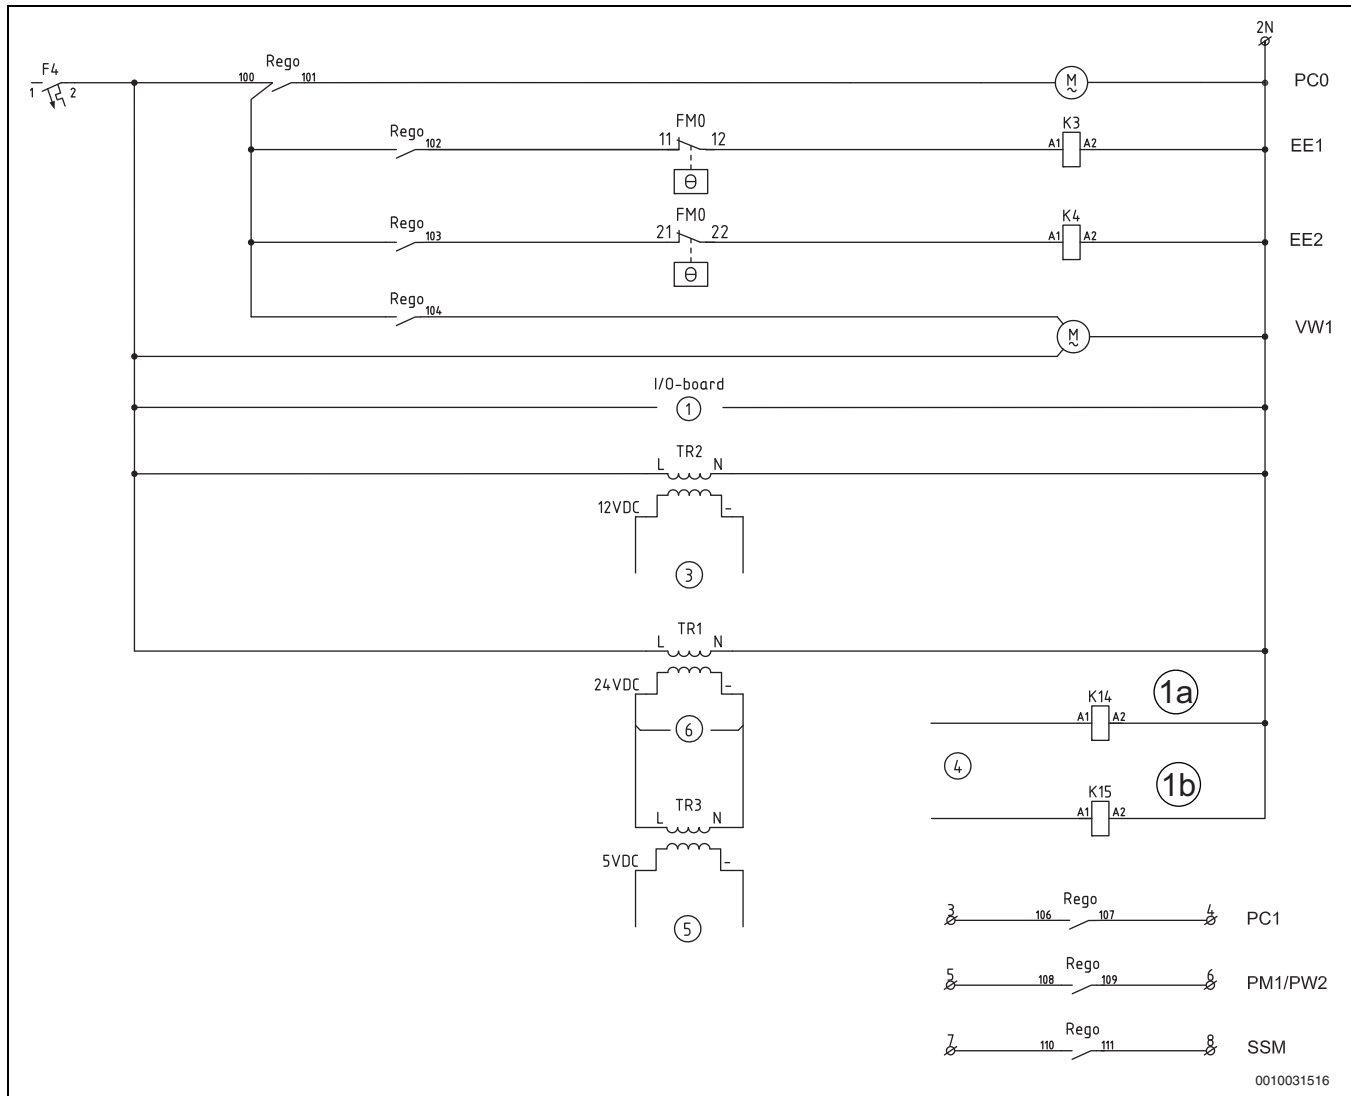 2N
F4
1 2
Rego
100 101
M
~
PC0
Rego
102
FM0
11 12
θ
K3
A1 A2
EE1
Rego
103
FM0
21 22
θ
K4
A1 A2
EE2
Rego
104
M
~
VW1
I/O-board
1
TR2
L N
12VDC -
3
TR1
L N
24VDC -
6
K14
A1 A2
1a
4
K15
A1 A2
1b
TR3
L N
5VDC -
5
Rego
3 106 107 4 PC1
Rego
5 108 109 6 PM1/PW2
Rego
7 110 111 8 SSM
0010031516